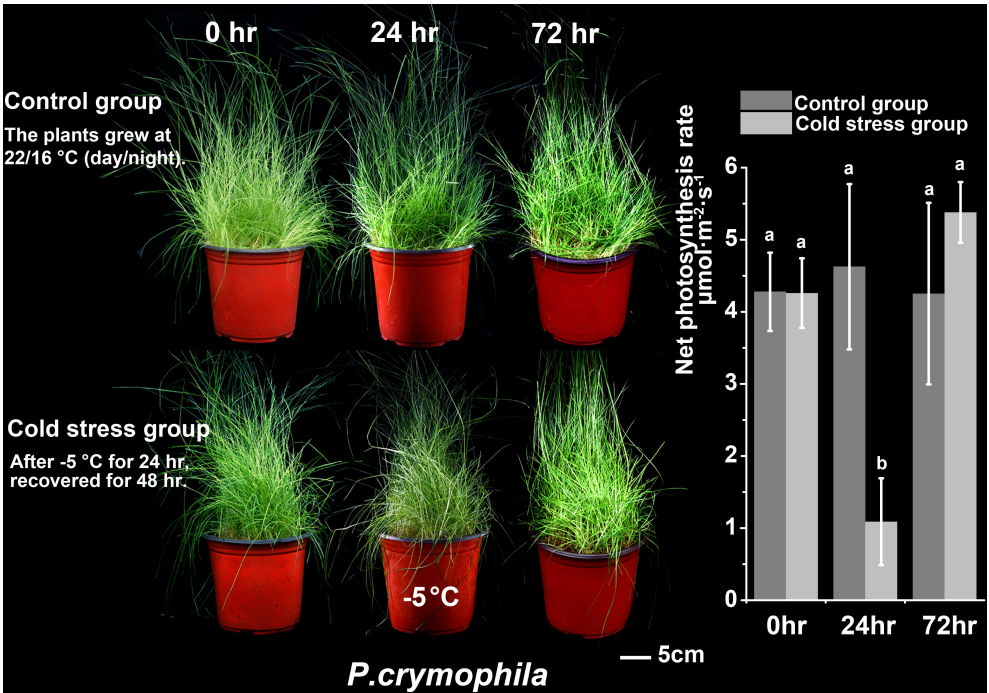 0 hr 24 hr 72 hr
Control group
The plants grew at
22/16 °C (day/night).
Cold stress group
After -5 °C for 24 hr,
recovered for 48 hr.
-5°C
5cm
P.crymophila
Control group
Cold stress group
Net photosynthesis rate
μmol·m⁻²·s⁻¹
6
5
4
3
2
1
0
a a a b a a
0hr 24hr 72hr